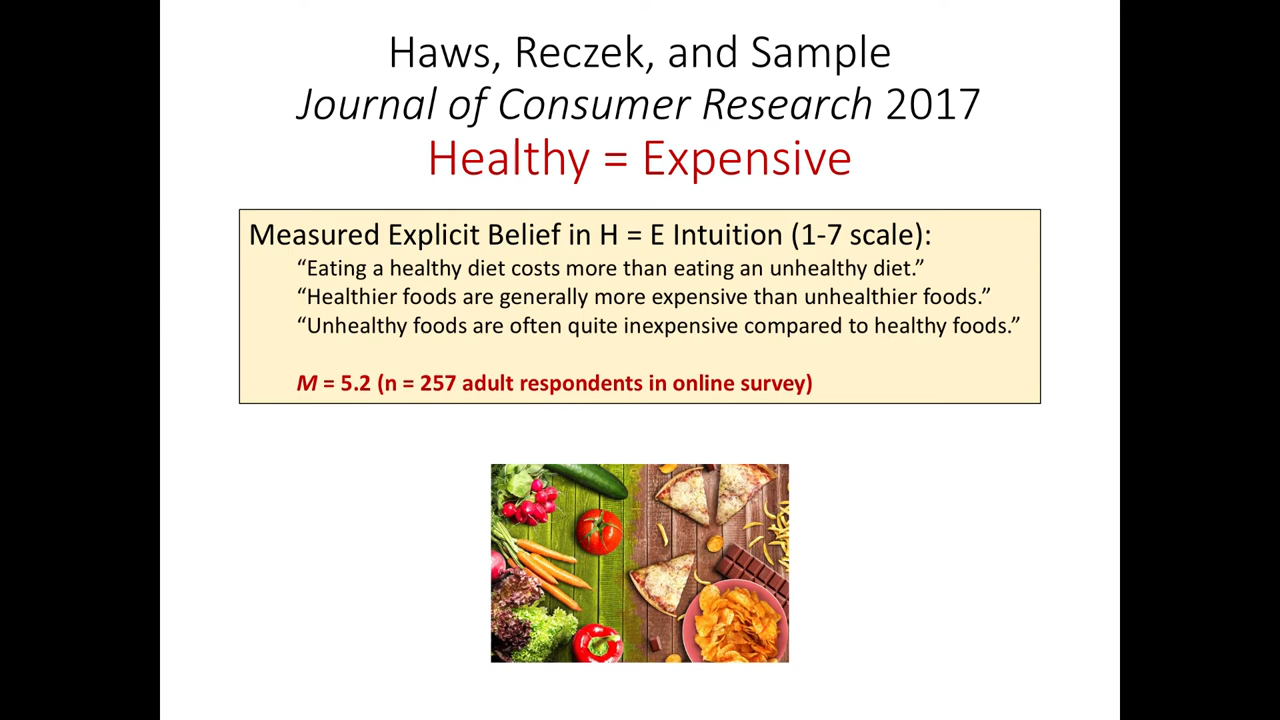 Haws, Reczek, and Sample
Journal of Consumer Research 2017
Healthy = Expensive
Measured Explicit Belief in H = E Intuition (1-7 scale):
“Eating a healthy diet costs more than eating an unhealthy diet.”
“Healthier foods are generally more expensive than unhealthier foods.”
“Unhealthy foods are often quite inexpensive compared to healthy foods.”
M = 5.2 (n = 257 adult respondents in online survey)